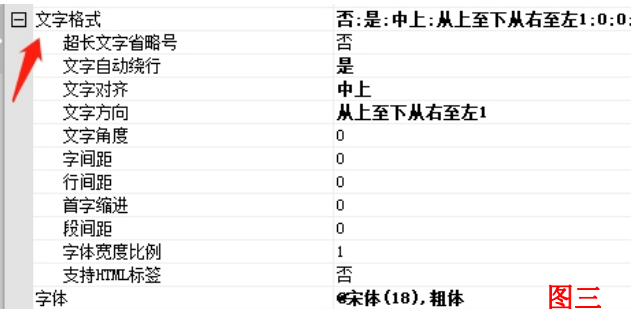 文字格式 否:是:中上:从上至下从右至左1:0:0:
超长文字省略号 否
文字自动绕行 是
文字对齐 中上
文字方向 从上至下从右至左1
文字角度 0
字间距 0
行间距 0
首字缩进 0
段间距 0
字体宽度比例 1
支持HTML标签 否
字体 @宋体(18),粗体
图三